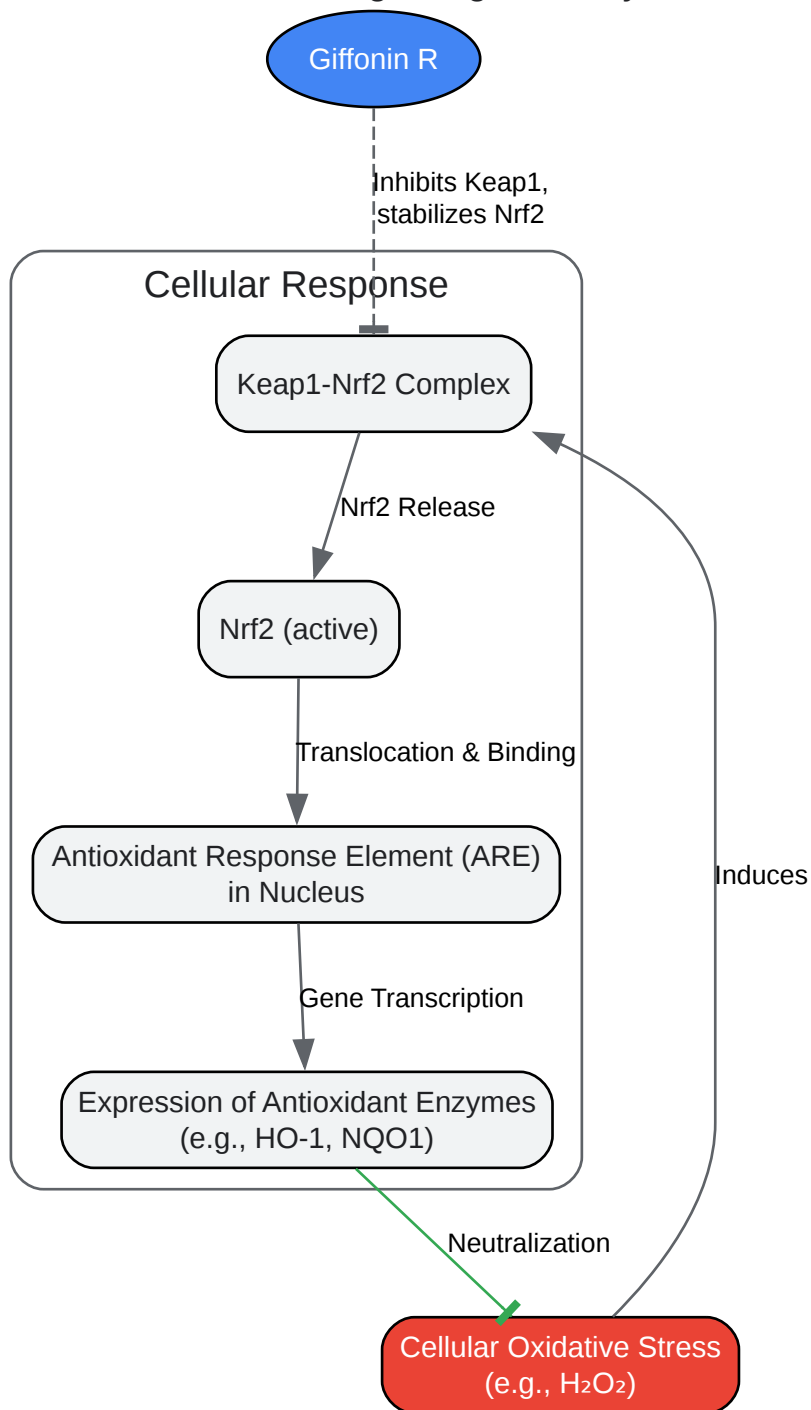 Giffonin R
Inhibits Keap1,
stabilizes Nrf2
Cellular Response
Keap1-Nrf2 Complex
Nrf2 Release
Nrf2 (active)
Translocation & Binding
Antioxidant Response Element (ARE)
in Nucleus
Induces
Gene Transcription
Expression of Antioxidant Enzymes
(e.g., HO-1, NQO1)
Neutralization
Cellular Oxidative Stress
(e.g., H₂O₂)